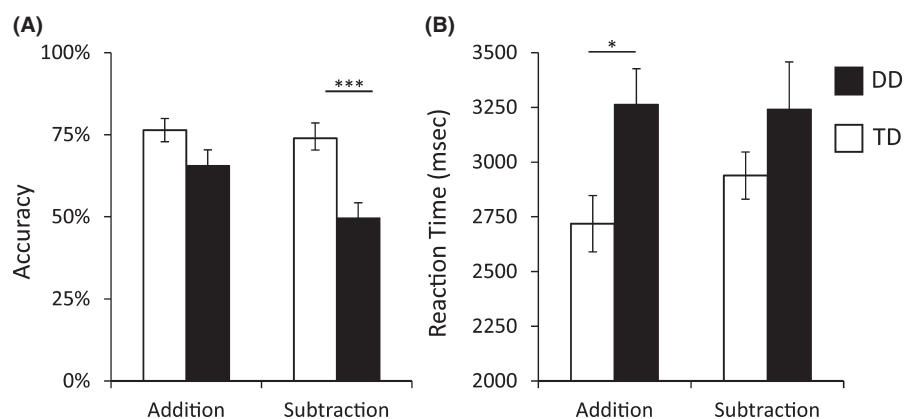 (A)
100%
75%
50%
25%
0%
Accuracy
***
Addition
Subtraction
(B)
3500
3250
3000
2750
2500
2250
2000
Reaction Time (msec)
*
Addition
Subtraction
DD
TD